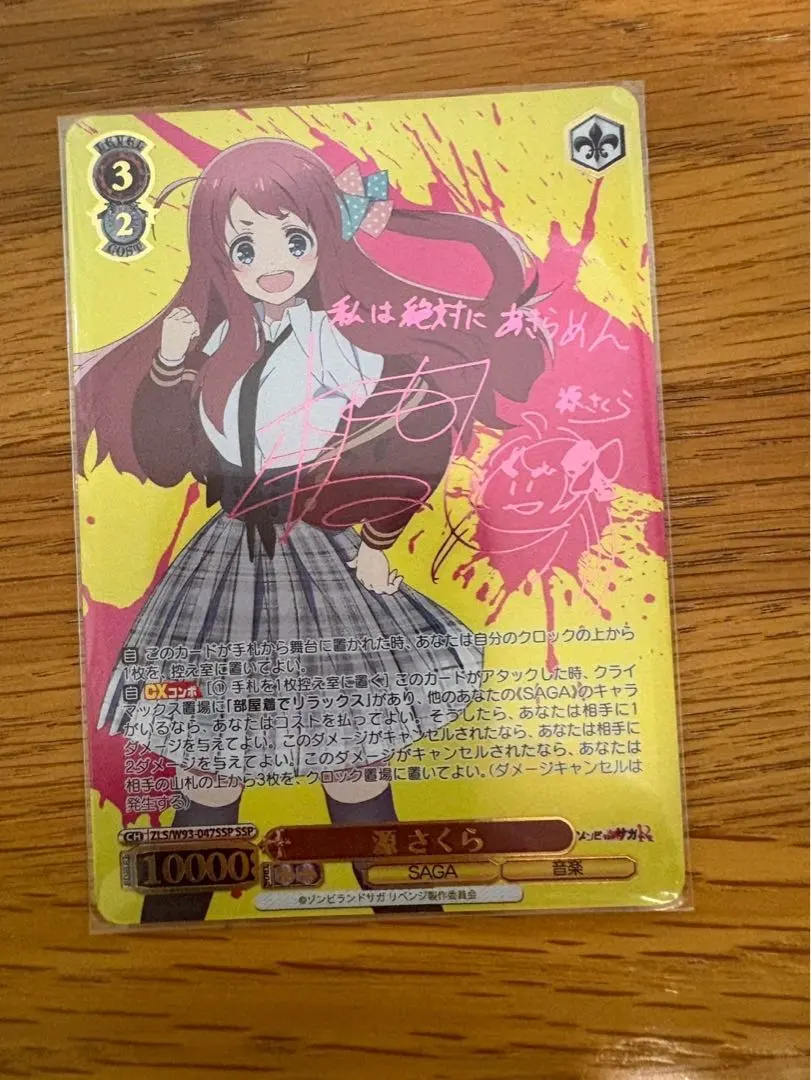 LEVEL
3
2
COST
私は絶対に あきらめん
源さくら
自 このカードが手札から舞台に置かれた時、あなたは自分のクロックの上から
1枚を、控え室に置いてよい。
自 CXコンボ [① 手札を1枚控え室に置く] このカードがアタックした時、クライ
マックス置場に「部屋着でリラックス」があり、他のあなたの《SAGA》のキャラ
がいるなら、あなたはコストを払ってよい。そうしたら、あなたは相手に1
ダメージを与えてよい。このダメージがキャンセルされたなら、あなたは相手に
2ダメージを与えてよい。このダメージがキャンセルされたなら、あなたは
相手の山札の上から3枚を、クロック置場に置いてよい。(ダメージキャンセルは
発生する)
CH ZLS/W93-047SSP SSP
源 さくら
ゾンビランドサガR
10000
SAGA
音楽
©ゾンビランドサガ リベンジ製作委員会